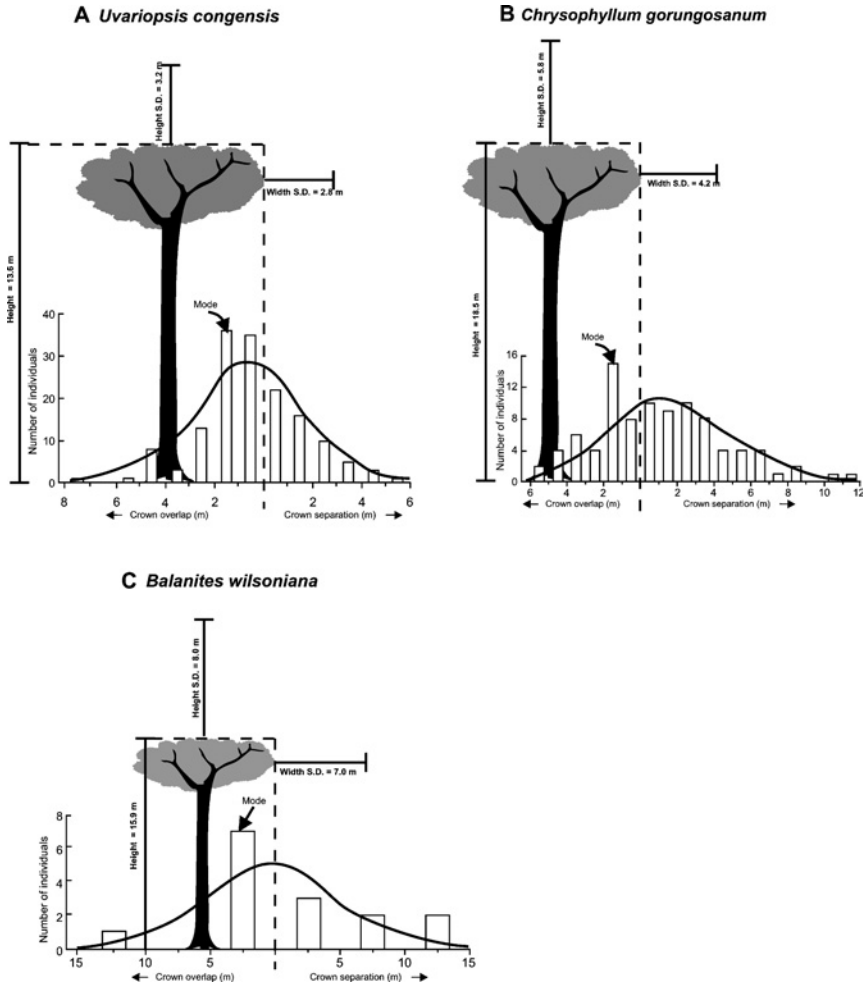 A Uvariopsis congensis
Height S.D. = 3.2 m
Width S.D. = 2.8 m
Height = 13.6 m
Mode
Number of individuals
40
30
20
10
0
8 6 4 2 2 4 6
Crown overlap (m) Crown separation (m)
B Chrysophyllum gorungosanum
Height S.D. = 5.8 m
Width S.D. = 4.2 m
Height = 18.5 m
Mode
Number of individuals
16
12
8
4
0
6 4 2 2 4 6 8 10 12
Crown overlap (m) Crown separation (m)
C Balanites wilsoniana
Height S.D. = 8.0 m
Width S.D. = 7.0 m
Height = 15.9 m
Mode
Number of individuals
8
6
4
2
0
15 10 5 5 10 15
Crown overlap (m) Crown separation (m)